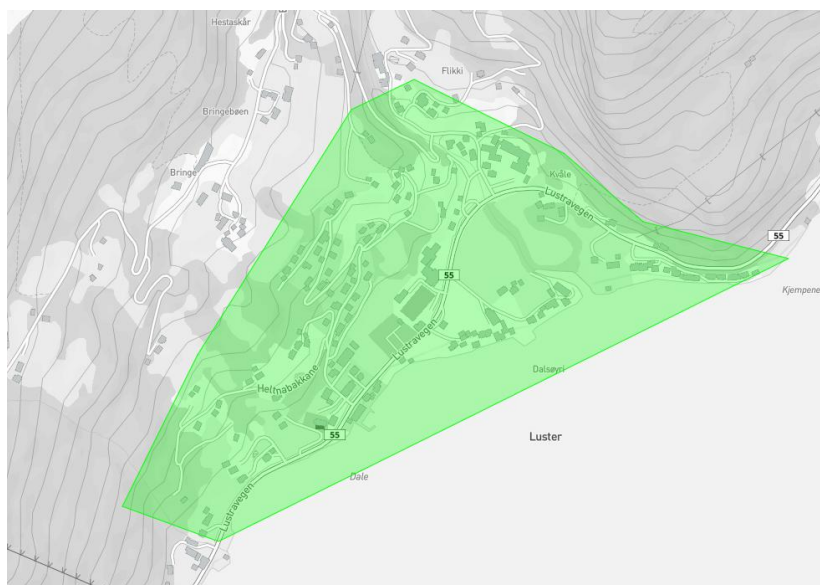 Hestaskår
Flikki
Bringebøen
Bringe
Kvåle
Lustravegen
55
Kjempene
55
Lustravegen
Dalsøyri
Helmabakkane
55
Luster
Dale
Lustravegen